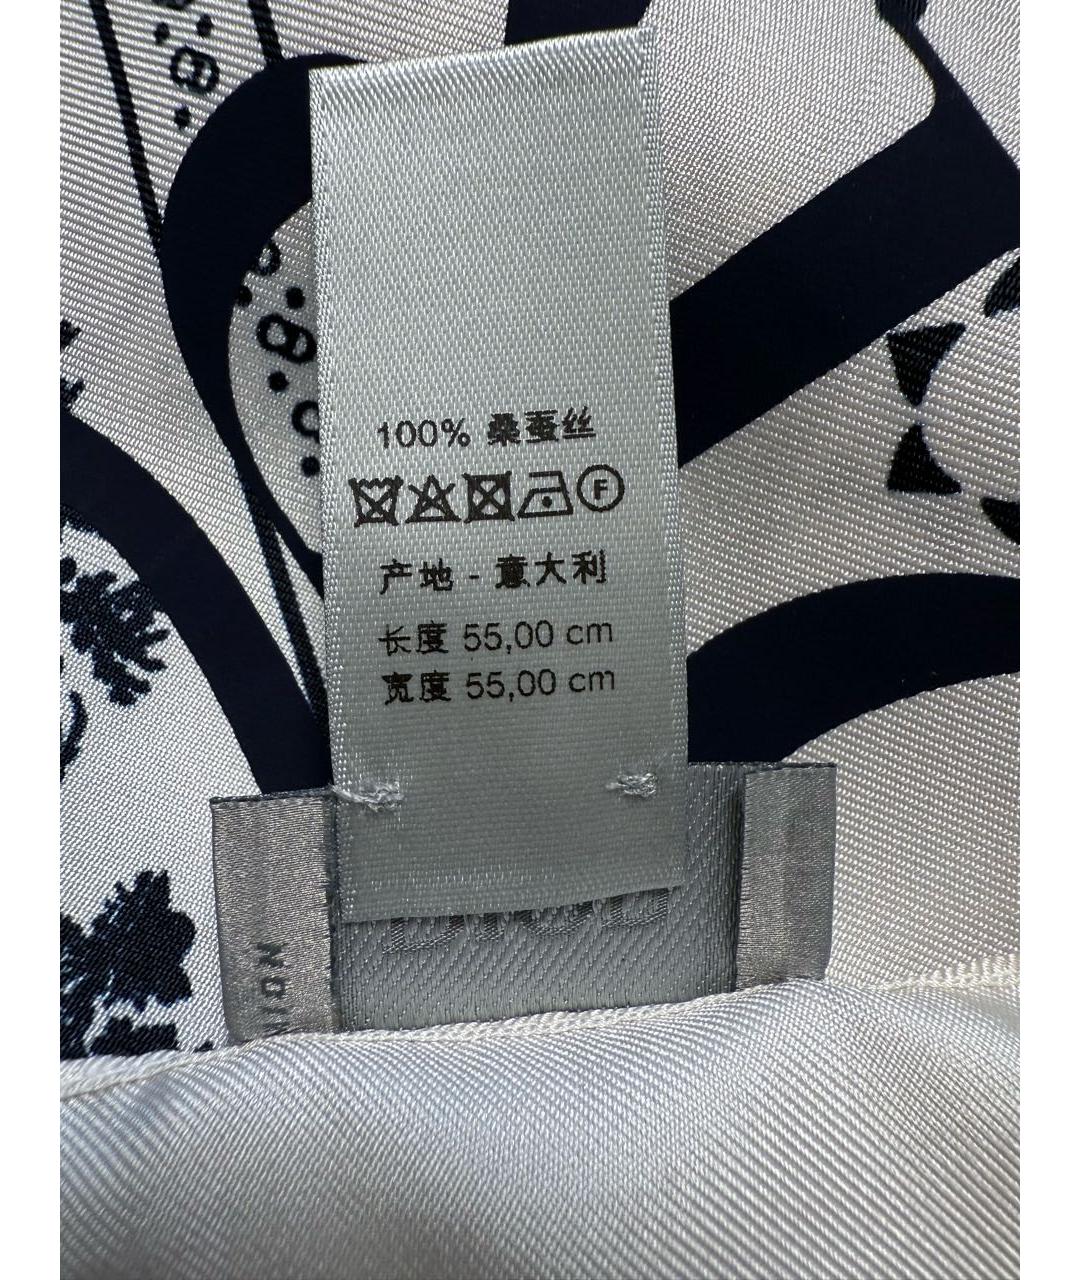 100% 桑蚕丝
F
产地 - 意大利
长度 55,00 cm
宽度 55,00 cm